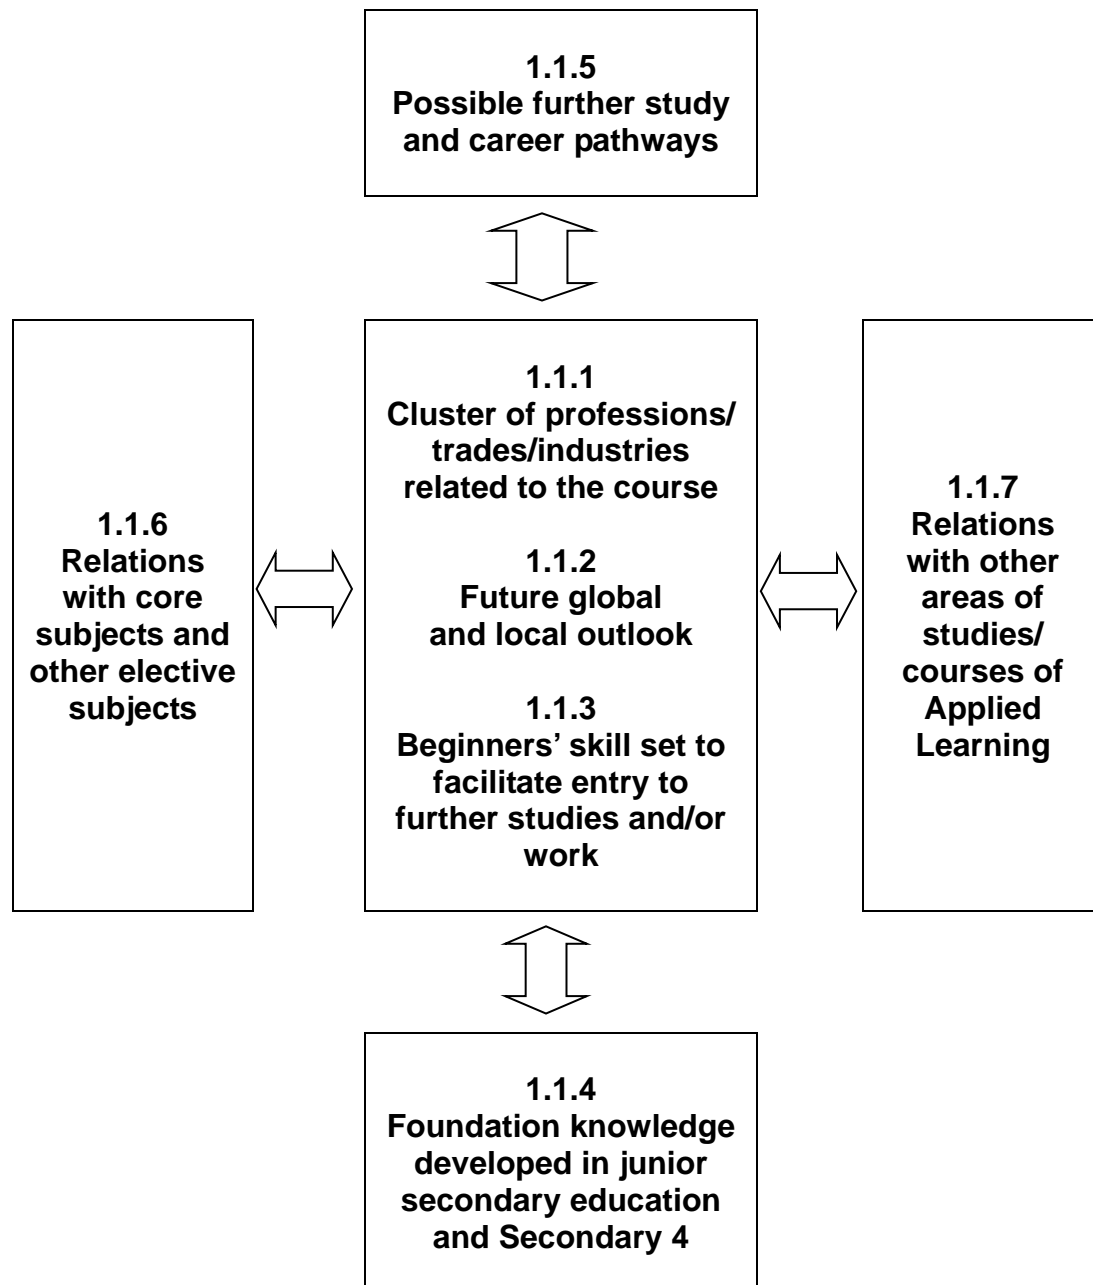 1.1.5
Possible further study
and career pathways
1.1.6
Relations
with core
subjects and
other elective
subjects
1.1.1
Cluster of professions/
trades/industries
related to the course
1.1.2
Future global
and local outlook
1.1.3
Beginners’ skill set to
facilitate entry to
further studies and/or
work
1.1.7
Relations
with other
areas of
studies/
courses of
Applied
Learning
1.1.4
Foundation knowledge
developed in junior
secondary education
and Secondary 4